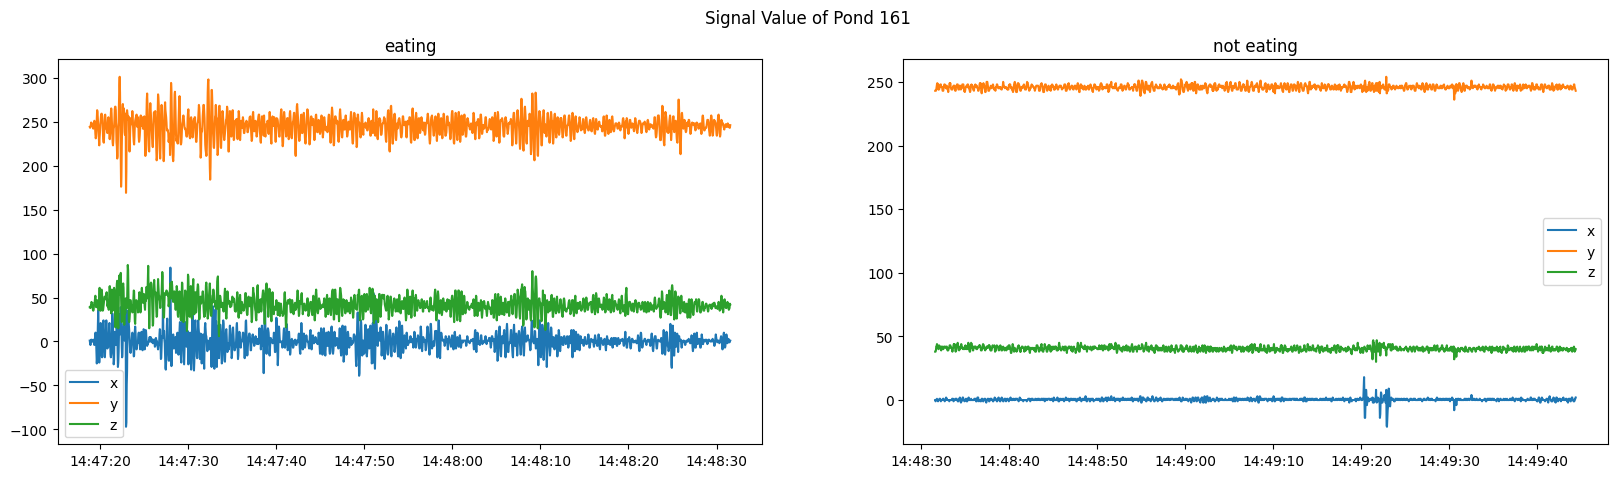 Signal Value of Pond 161
eating
300
250
200
150
100
50
0
−50
−100
x
y
z
14:47:20 14:47:30 14:47:40 14:47:50 14:48:00 14:48:10 14:48:20 14:48:30
not eating
250
200
150
100
50
0
x
y
z
14:48:30 14:48:40 14:48:50 14:49:00 14:49:10 14:49:20 14:49:30 14:49:40